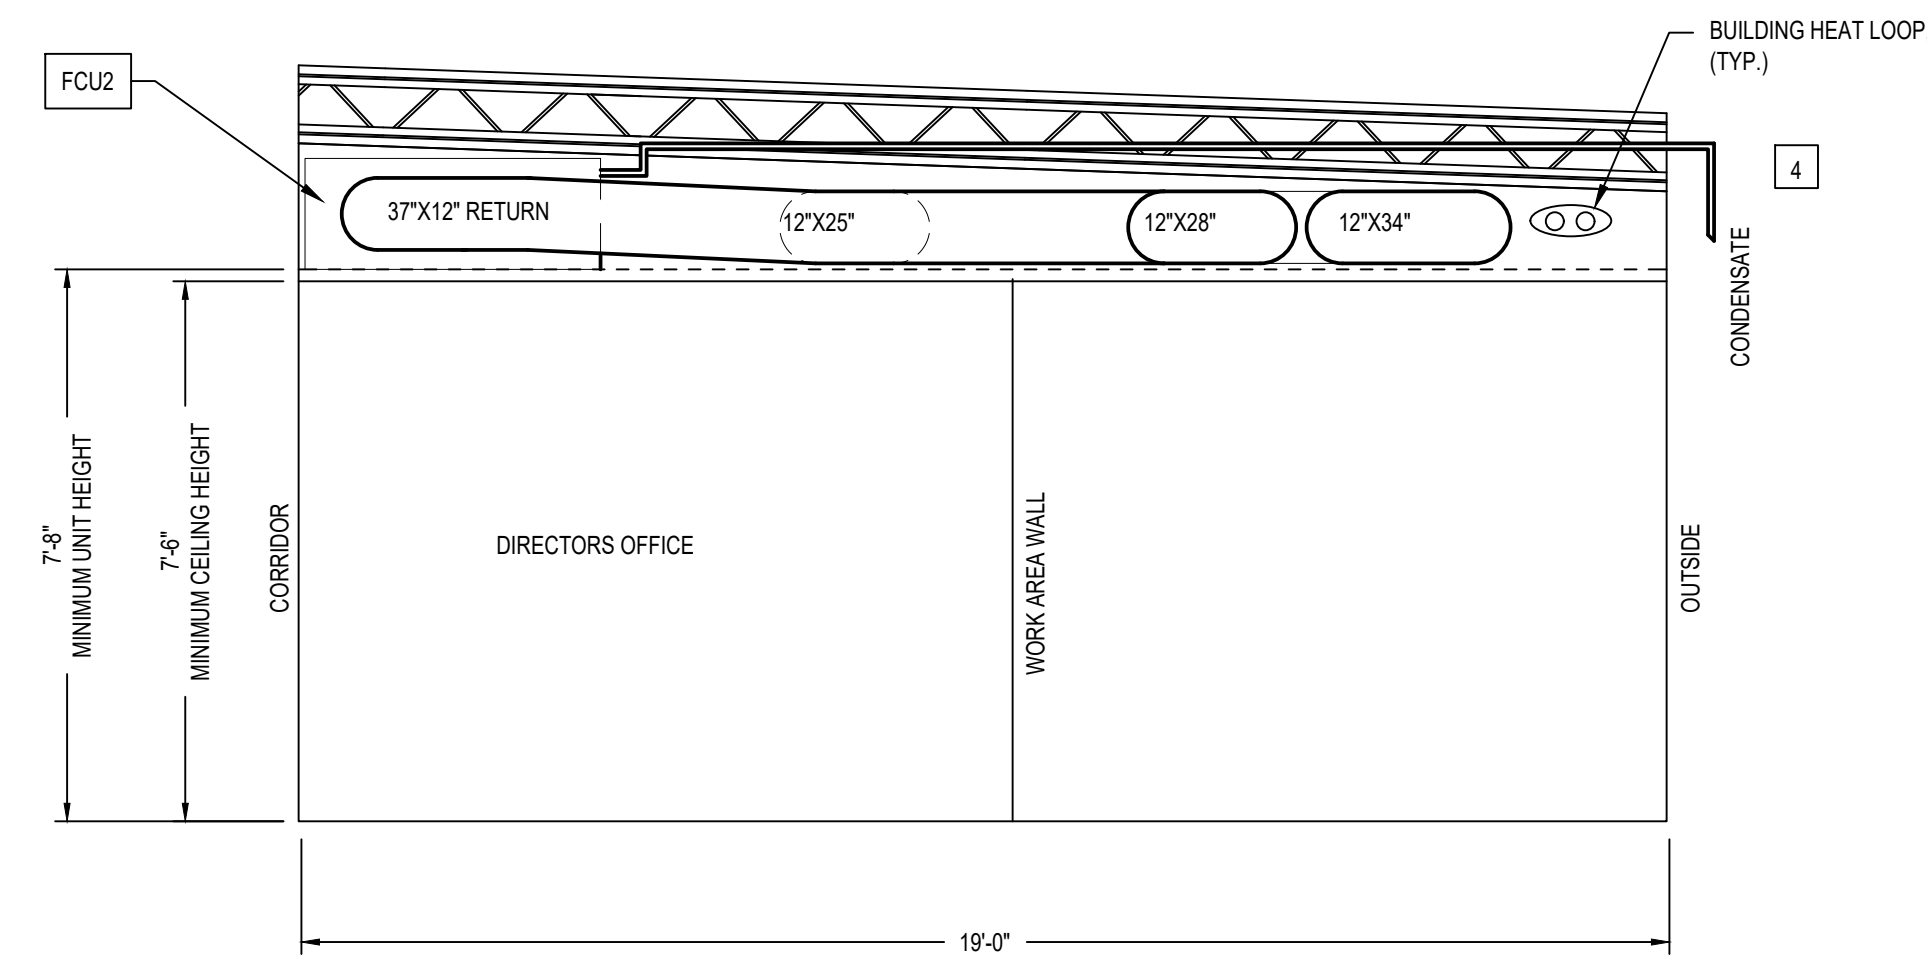 BUILDING HEAT LOOP
(TYP.)
FCU2
4
37"X12" RETURN
12"X25"
12"X28"
12"X34"
CONDENSATE
7'-8"
MINIMUM UNIT HEIGHT
7'-6"
MINIMUM CEILING HEIGHT
CORRIDOR
DIRECTORS OFFICE
WORK AREA WALL
OUTSIDE
19'-0"